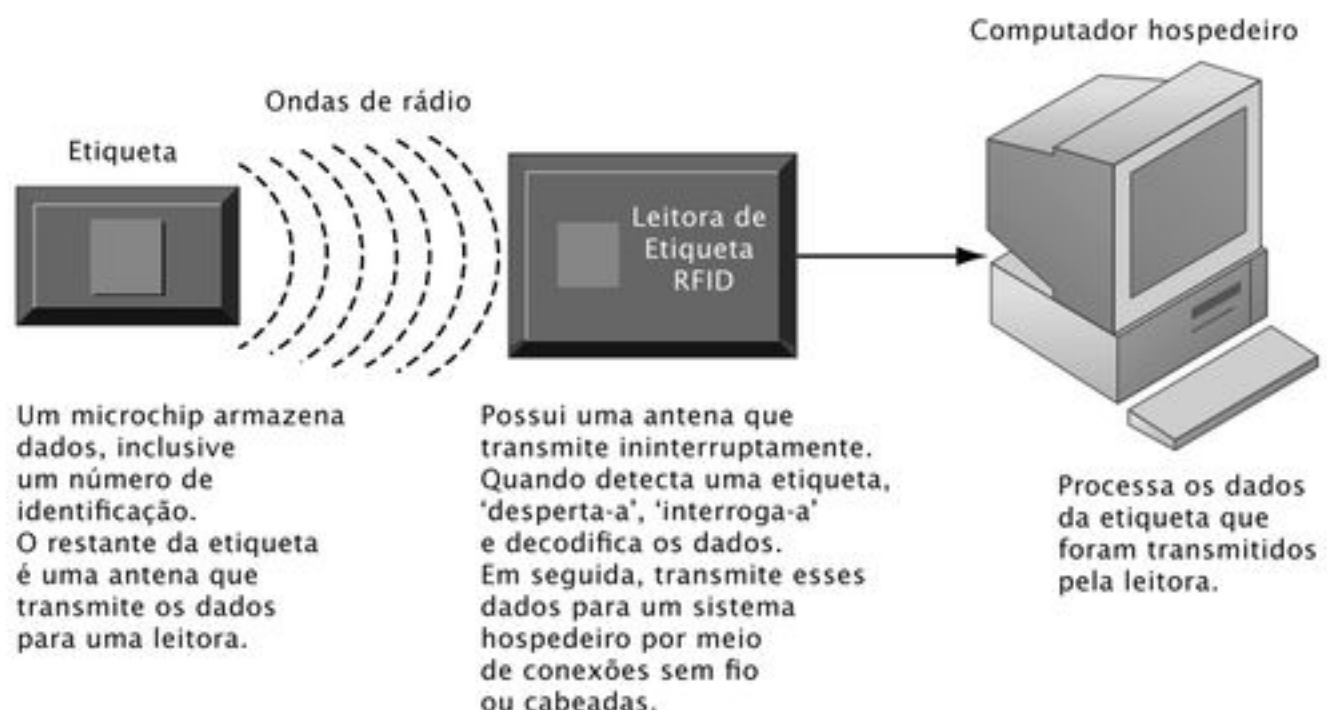 Computador hospedeiro
Ondas de rádio
Etiqueta
Leitora de
Etiqueta
RFID
Um microchip armazena
dados, inclusive
um número de
identificação.
O restante da etiqueta
é uma antena que
transmite os dados
para uma leitora.
Possui uma antena que
transmite ininterruptamente.
Quando detecta uma etiqueta,
‘desperta-a’, ‘interroga-a’
e decodifica os dados.
Em seguida, transmite esses
dados para um sistema
hospedeiro por meio
de conexões sem fio
ou cabeadas.
Processa os dados
da etiqueta que
foram transmitidos
pela leitora.